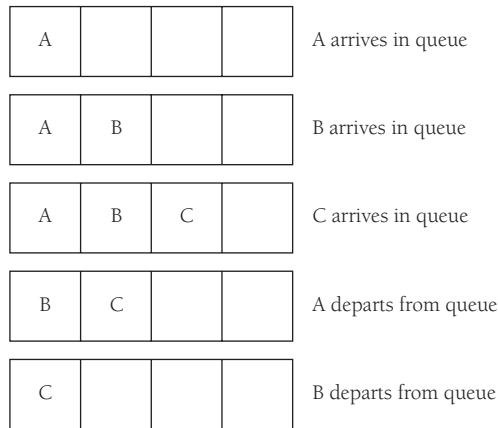 A A arrives in queue
A B B arrives in queue
A B C C arrives in queue
B C A departs from queue
C B departs from queue